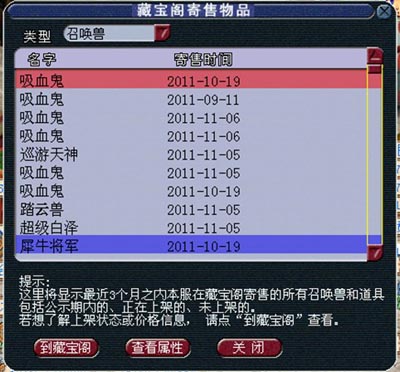 藏宝阁寄售物品
类型 召唤兽
名字 寄售时间
吸血鬼 2011-10-19
吸血鬼 2011-09-11
吸血鬼 2011-11-06
吸血鬼 2011-11-06
巡游天神 2011-11-05
吸血鬼 2011-11-05
踏云兽 2011-11-05
超级白泽 2011-11-05
犀牛将军 2011-10-19
提示:
这里将显示最近3个月之内本服在藏宝阁寄售的所有召唤兽和道具
包括公示期内的、正在上架的、未上架的。
若想了解上架状态或价格信息，请点“到藏宝阁”查看。
到藏宝阁 查看属性 关 闭